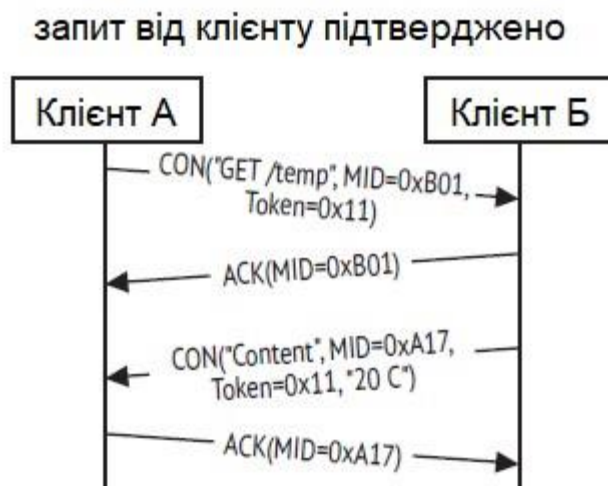 запит від клієнту підтверджено
Клієнт А
Клієнт Б
CON("GET /temp", MID=0xB01,
Token=0x11)
ACK(MID=0xB01)
CON("Content", MID=0xA17,
Token=0x11, "20 C")
ACK(MID=0xA17)